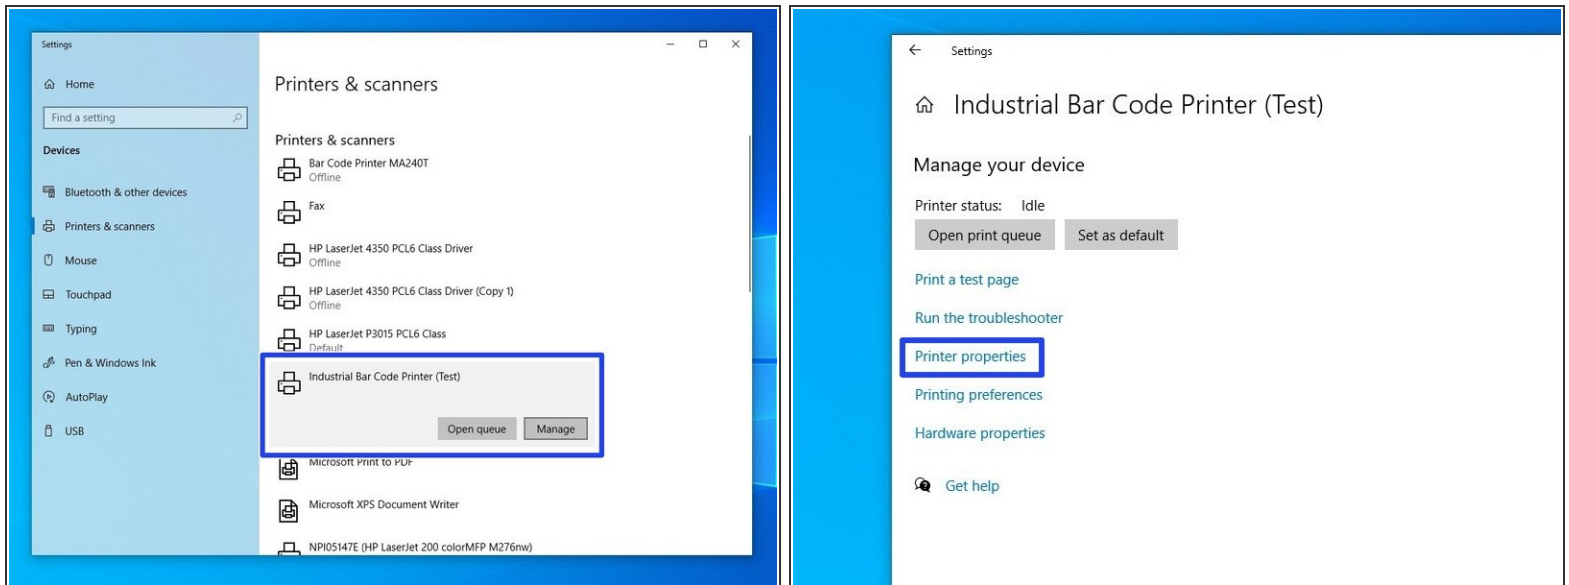 Settings
Home
Find a setting
Devices
Bluetooth & other devices
Printers & scanners
Mouse
Touchpad
Typing
Pen & Windows Ink
AutoPlay
USB
Printers & scanners
Printers & scanners
Bar Code Printer MA240T
Offline
Fax
HP LaserJet 4350 PCL6 Class Driver
Offline
HP LaserJet 4350 PCL6 Class Driver (Copy 1)
Offline
HP LaserJet P3015 PCL6 Class
Default
Industrial Bar Code Printer (Test)
Open queue Manage
Microsoft Print to PDF
Microsoft XPS Document Writer
NPI05147E (HP LaserJet 200 colorMFP M276nw)
Settings
Industrial Bar Code Printer (Test)
Manage your device
Printer status: Idle
Open print queue Set as default
Print a test page
Run the troubleshooter
Printer properties
Printing preferences
Hardware properties
Get help